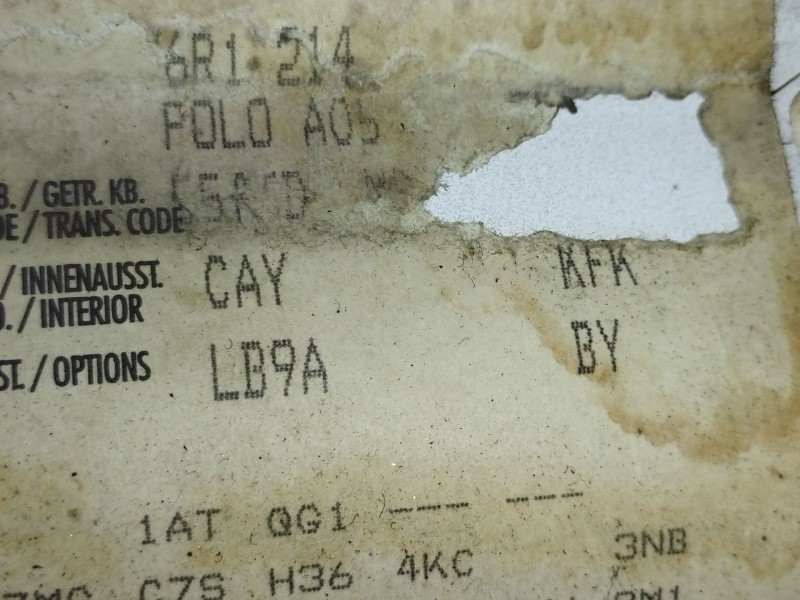 6R1 214
POLO A05
B. / GETR. KB.
DE / TRANS. CODE
/ INNENAUSST. CAY KFK
. / INTERIOR
ST. / OPTIONS LB9A BY
1AT QG1 --- ---
C7S H36 4KC 3NB